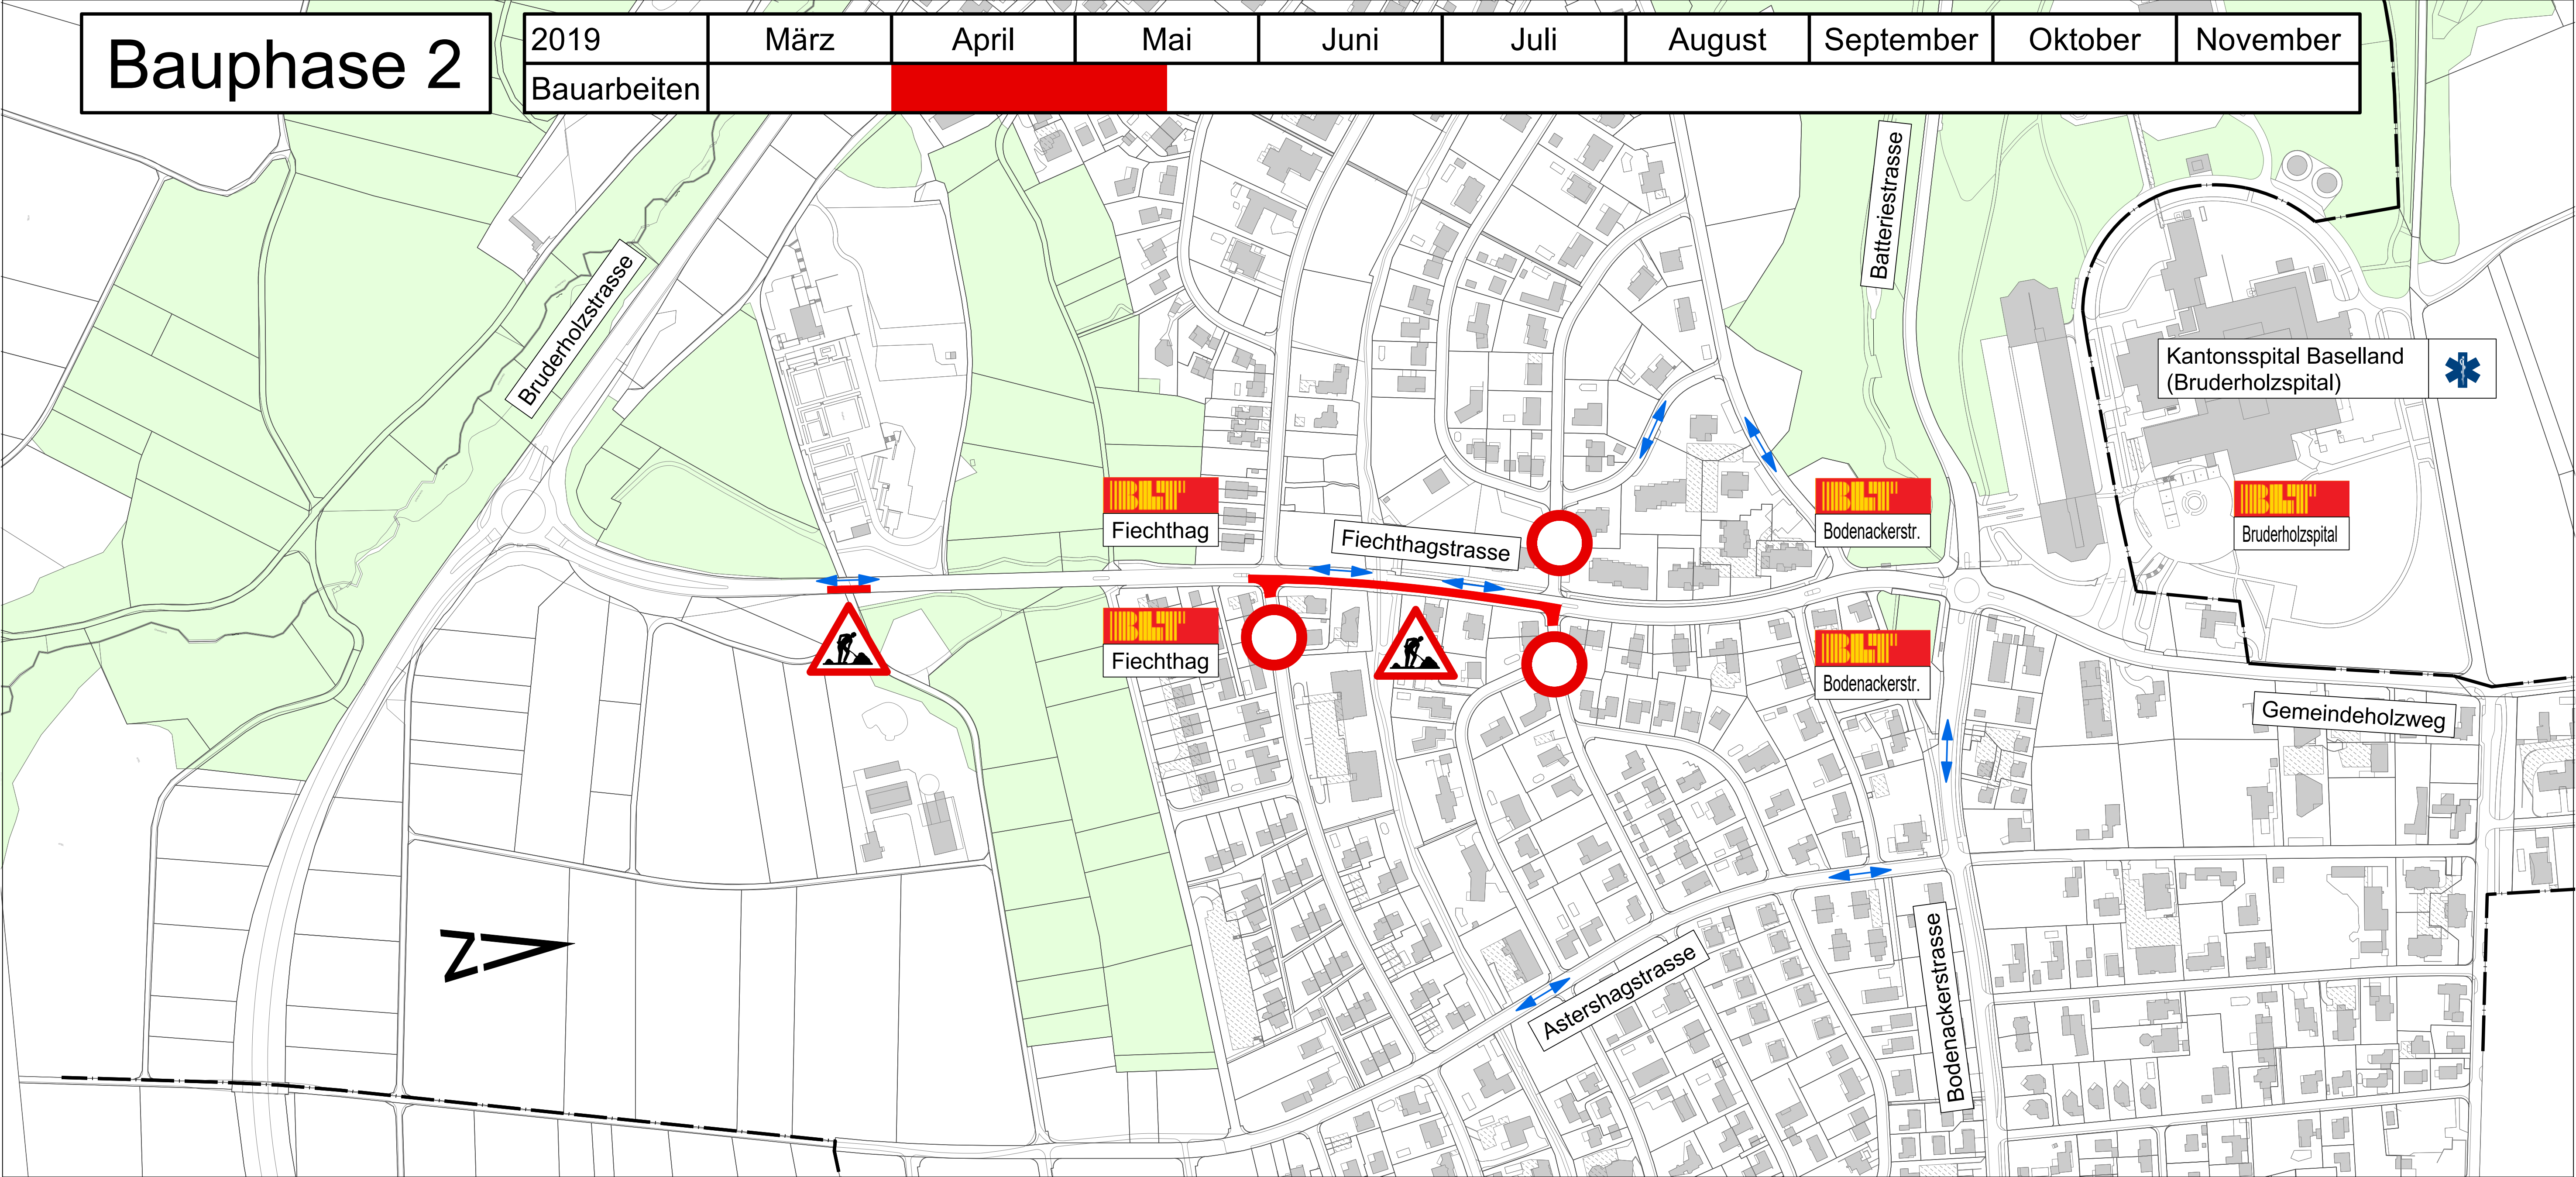 Bauphase 2
2019 März April Mai Juni Juli August September Oktober November
Bauarbeiten
Batteriestrasse
Bruderholzstrasse
Kantonsspital Baselland
(Bruderholzspital)
BLT
Fiechthag
Fiechthagstrasse
BLT
Bodenackerstr.
BLT
Bruderholzspital
BLT
Fiechthag
BLT
Bodenackerstr.
Gemeindeholzweg
Astershagstrasse
Bodenackerstrasse
N